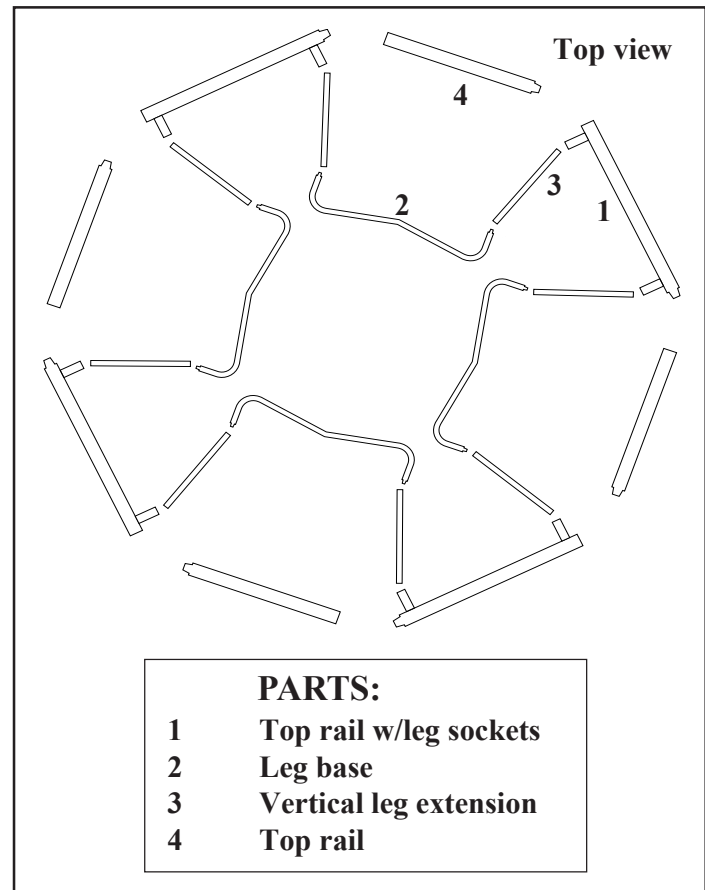 Top view
4
3
1
2
PARTS:
1 Top rail w/leg sockets
2 Leg base
3 Vertical leg extension
4 Top rail